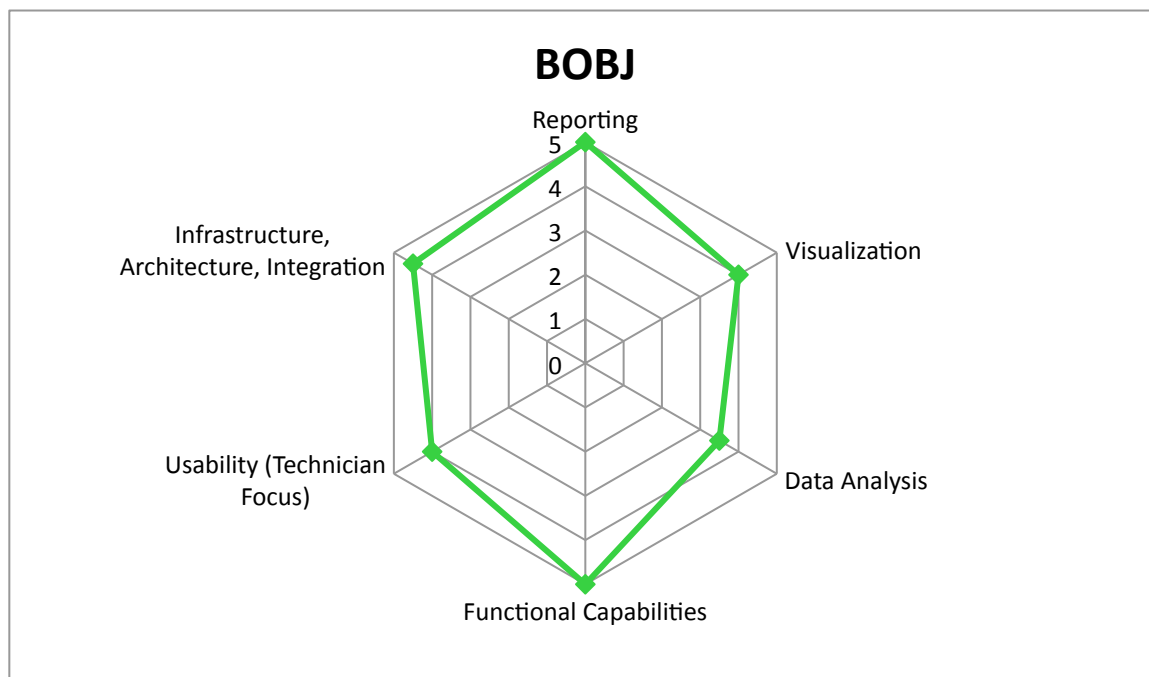 BOBJ
Reporting
5
4
3
2
1
0
Visualization
Data Analysis
Functional Capabilities
Usability (Technician
Focus)
Infrastructure,
Architecture, Integration